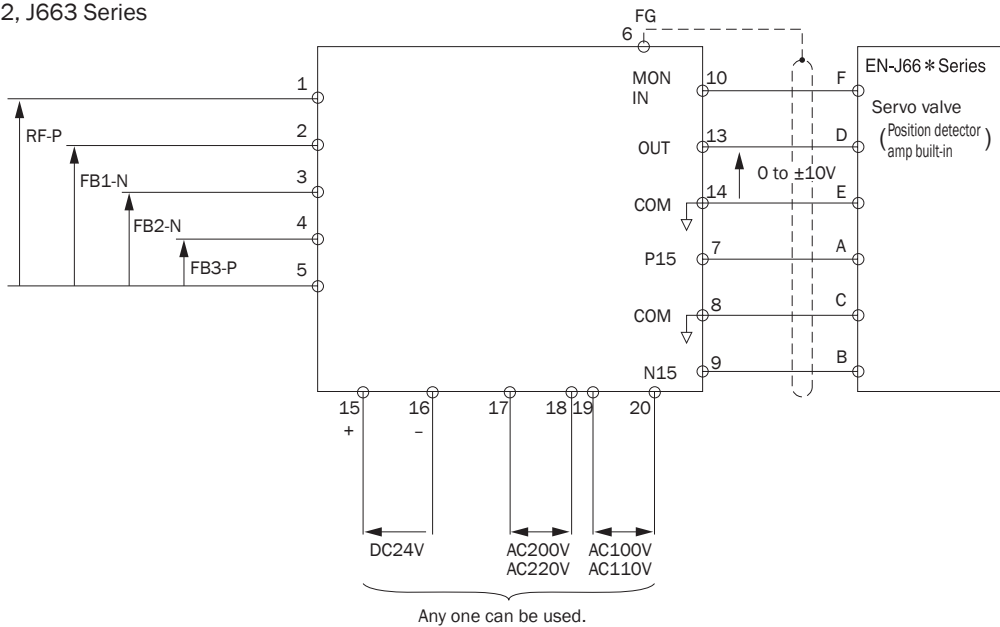 2, J663 Series
FG
6
EN-J66＊Series
Servo valve
(Position detector
amp built-in)
1
RF-P
2
FB1-N
3
FB2-N
4
FB3-P
5
MON
IN
10
F
OUT
13
D
0 to ±10V
COM
14
E
P15
7
A
COM
8
C
N15
9
B
15
16
17
18
19
20
+
–
DC24V
AC200V
AC220V
AC100V
AC110V
Any one can be used.